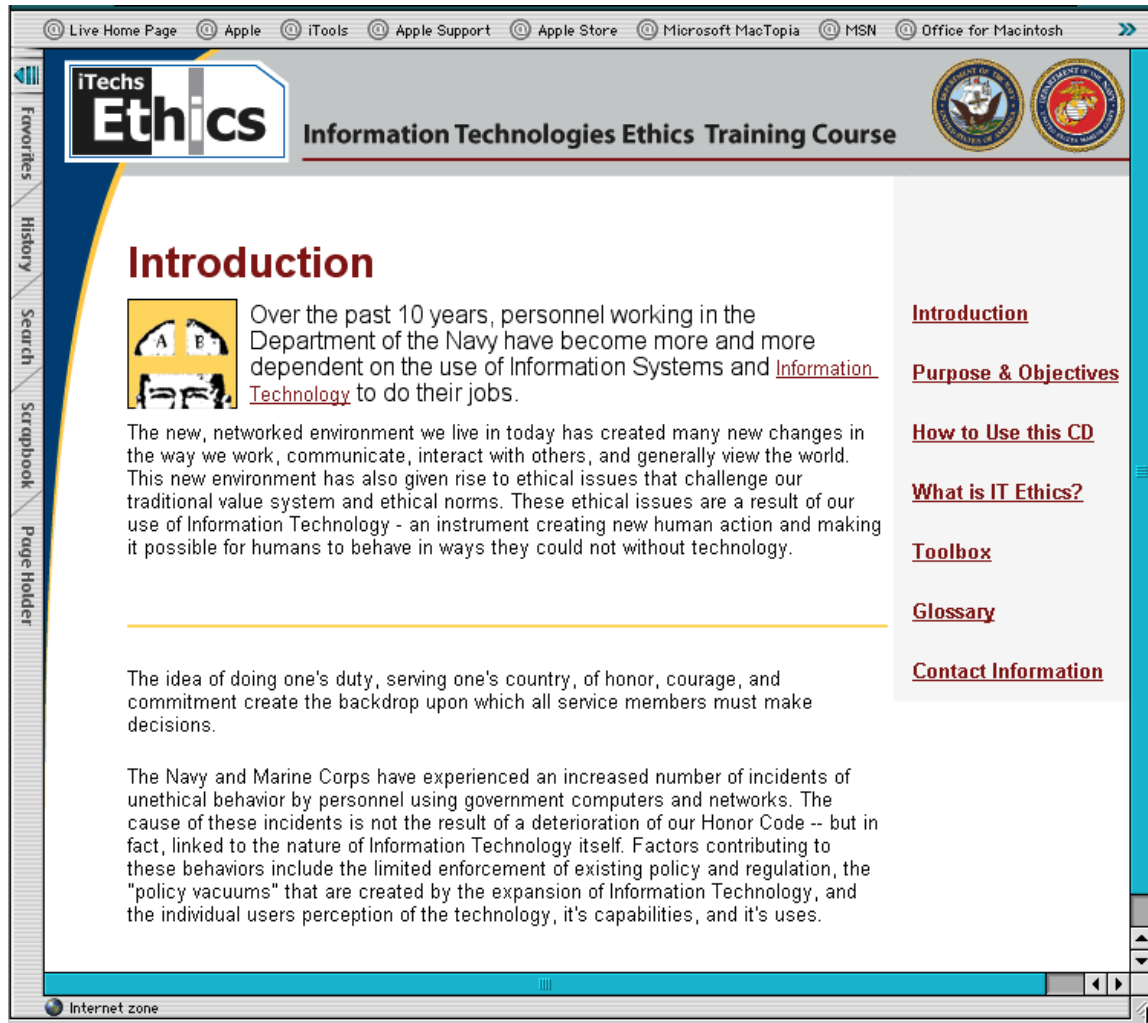 Live Home Page Apple iTools Apple Support Apple Store Microsoft MacTopia MSN Office for Macintosh
Favorites
History
Search
Scrapbook
Page Holder
iTechs
Ethics
Information Technologies Ethics Training Course
Introduction
Over the past 10 years, personnel working in the
Department of the Navy have become more and more
dependent on the use of Information Systems and Information
Technology to do their jobs.
The new, networked environment we live in today has created many new changes in
the way we work, communicate, interact with others, and generally view the world.
This new environment has also given rise to ethical issues that challenge our
traditional value system and ethical norms. These ethical issues are a result of our
use of Information Technology - an instrument creating new human action and making
it possible for humans to behave in ways they could not without technology.
The idea of doing one's duty, serving one's country, of honor, courage, and
commitment create the backdrop upon which all service members must make
decisions.
The Navy and Marine Corps have experienced an increased number of incidents of
unethical behavior by personnel using government computers and networks. The
cause of these incidents is not the result of a deterioration of our Honor Code -- but in
fact, linked to the nature of Information Technology itself. Factors contributing to
these behaviors include the limited enforcement of existing policy and regulation, the
"policy vacuums" that are created by the expansion of Information Technology, and
the individual users perception of the technology, it's capabilities, and it's uses.
A B
Introduction
Purpose & Objectives
How to Use this CD
What is IT Ethics?
Toolbox
Glossary
Contact Information
Internet zone